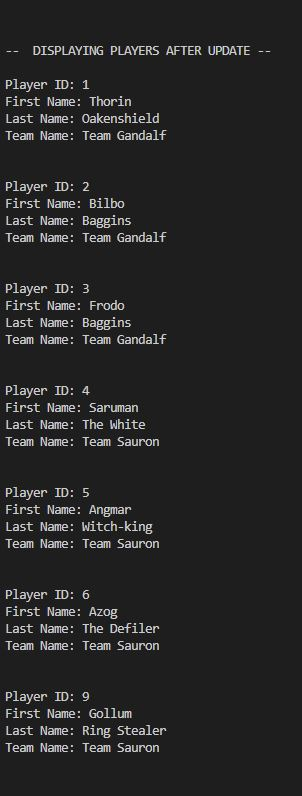 --  DISPLAYING PLAYERS AFTER UPDATE --
Player ID: 1
First Name: Thorin
Last Name: Oakenshield
Team Name: Team Gandalf
Player ID: 2
First Name: Bilbo
Last Name: Baggins
Team Name: Team Gandalf
Player ID: 3
First Name: Frodo
Last Name: Baggins
Team Name: Team Gandalf
Player ID: 4
First Name: Saruman
Last Name: The White
Team Name: Team Sauron
Player ID: 5
First Name: Angmar
Last Name: Witch-king
Team Name: Team Sauron
Player ID: 6
First Name: Azog
Last Name: The Defiler
Team Name: Team Sauron
Player ID: 9
First Name: Gollum
Last Name: Ring Stealer
Team Name: Team Sauron